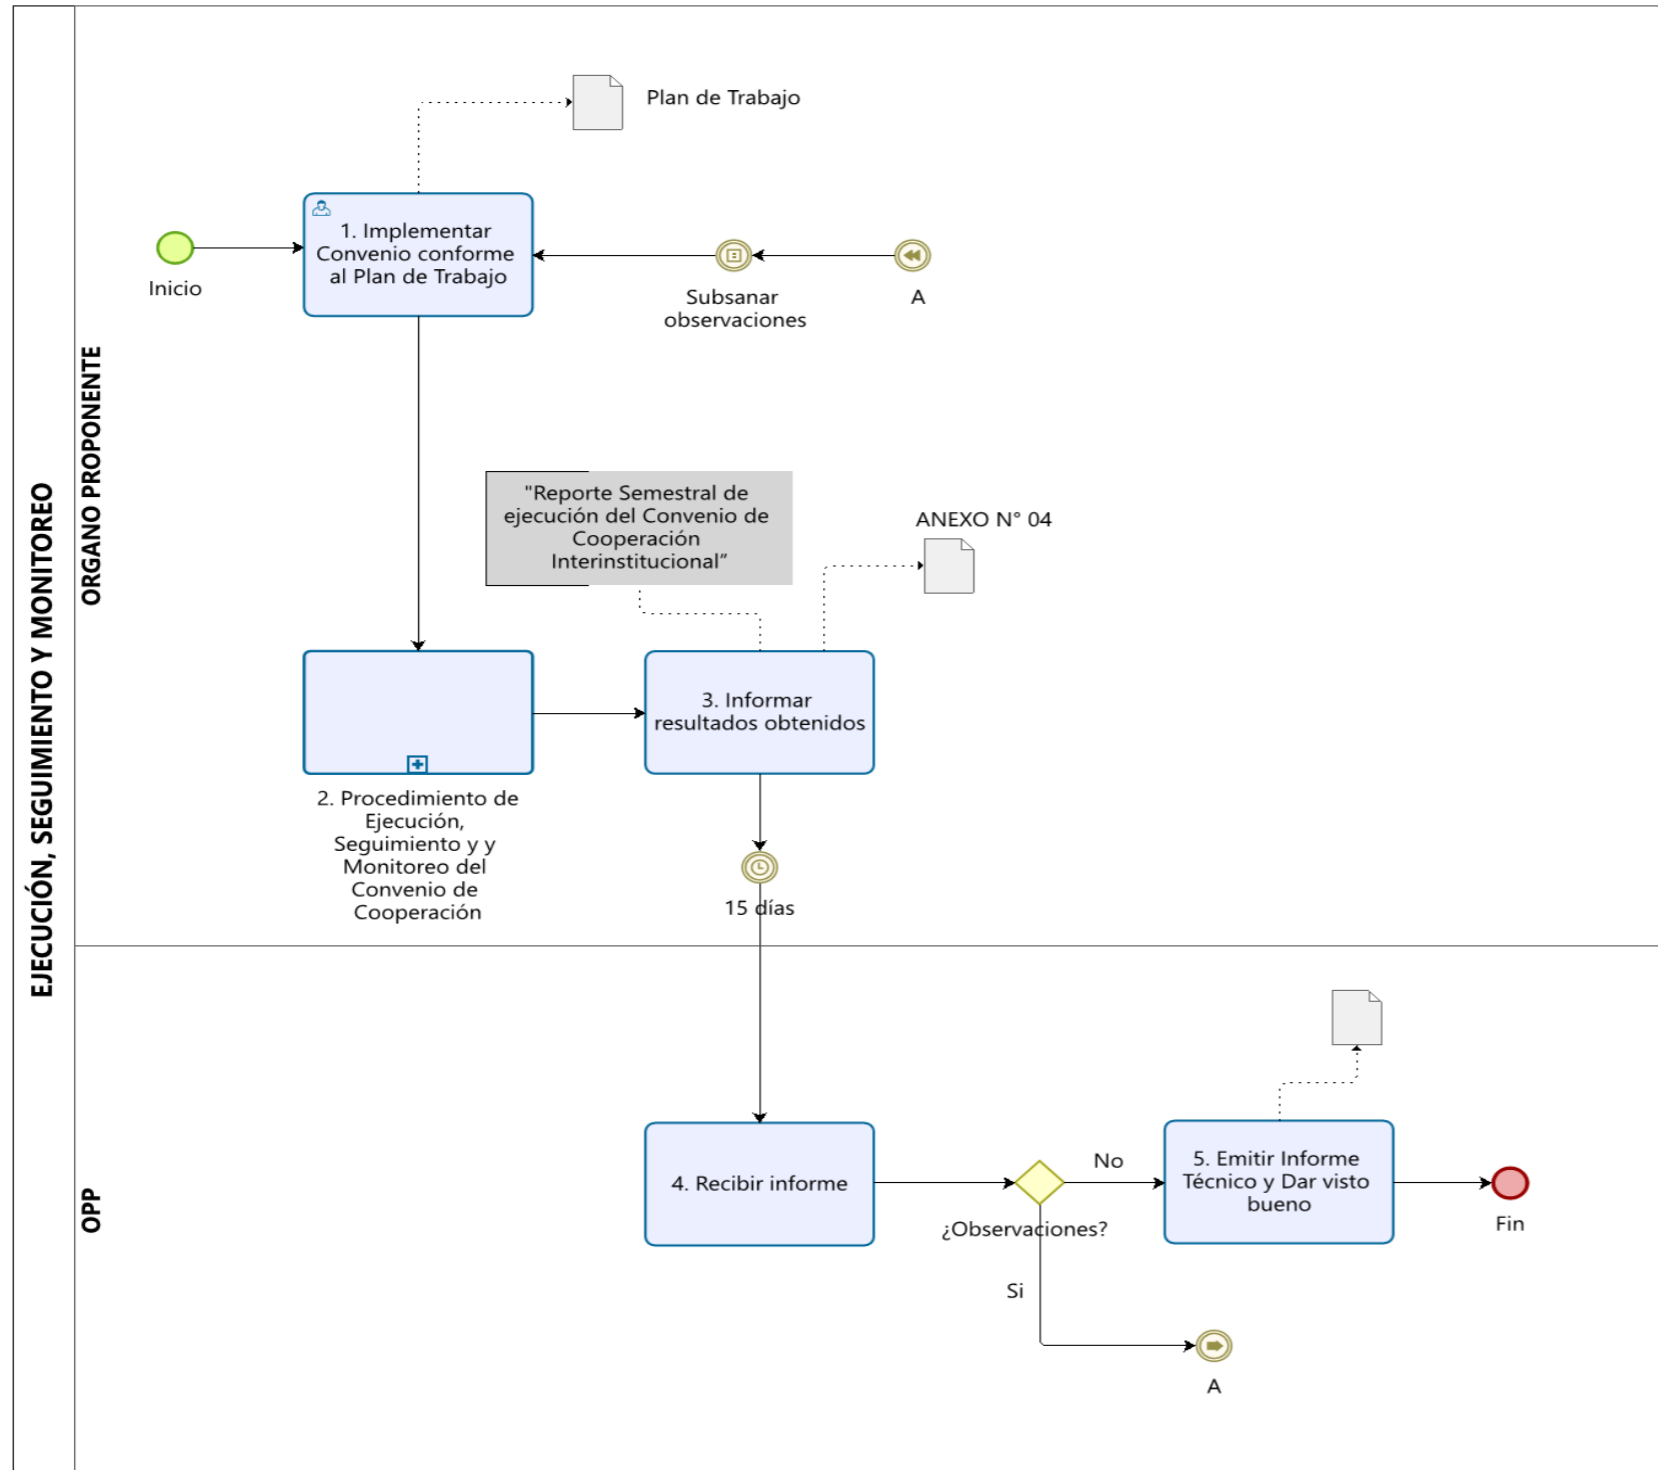 EJECUCIÓN, SEGUIMIENTO Y MONITOREO
ORGANO PROPONENTE
Plan de Trabajo
Inicio
1. Implementar
Convenio conforme
al Plan de Trabajo
Subsanar
observaciones
A
"Reporte Semestral de
ejecución del Convenio de
Cooperación
Interinstitucional”
ANEXO N° 04
2. Procedimiento de
Ejecución,
Seguimiento y y
Monitoreo del
Convenio de
Cooperación
3. Informar
resultados obtenidos
15 días
OPP
4. Recibir informe
¿Observaciones?
No
Si
5. Emitir Informe
Técnico y Dar visto
bueno
Fin
A